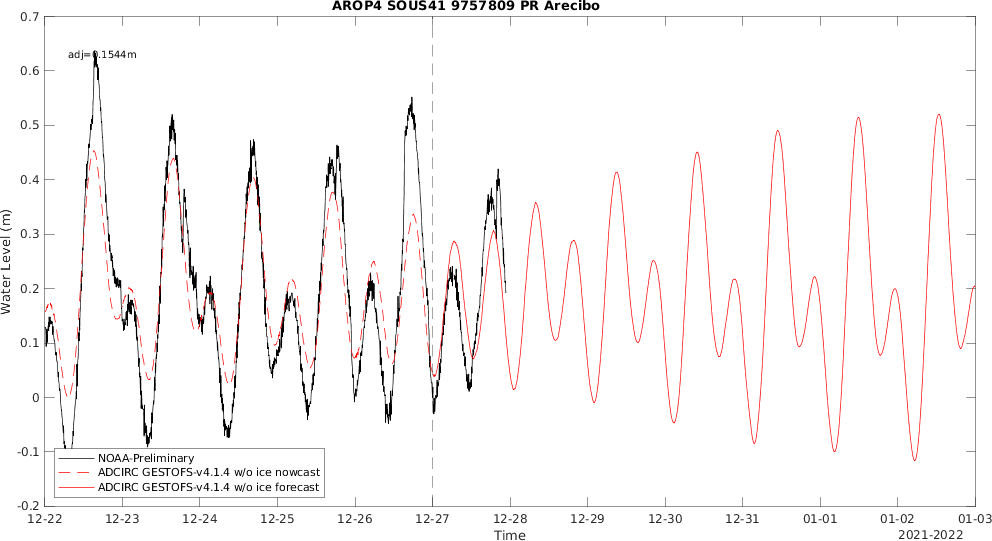 AROP4 SOUS41 9757809 PR Arecibo
adj=0.1544m
Water Level (m)
0.7
0.6
0.5
0.4
0.3
0.2
0.1
0
-0.1
-0.2
NOAA-Preliminary
ADCIRC GESTOFS-v4.1.4 w/o ice nowcast
ADCIRC GESTOFS-v4.1.4 w/o ice forecast
12-22 12-23 12-24 12-25 12-26 12-27 12-28 12-29 12-30 12-31 01-01 01-02 01-03
Time
2021-2022